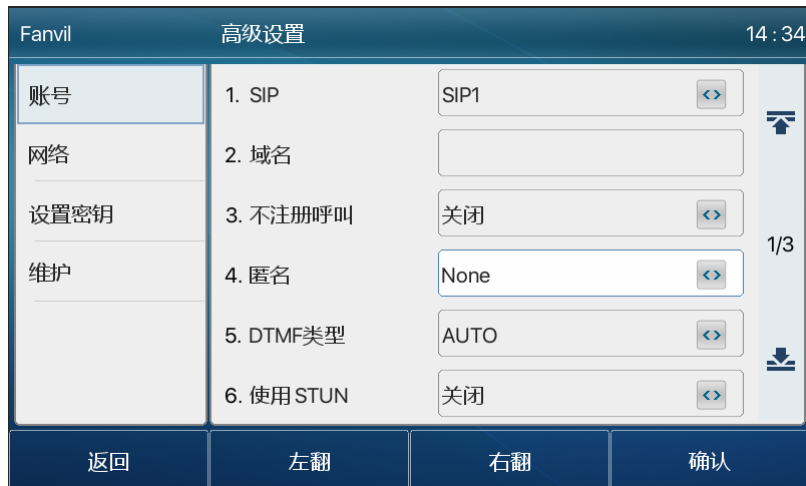 Fanvil 高级设置 14:34
账号
网络
设置密钥
维护
1. SIP SIP1
2. 域名
3. 不注册呼叫 关闭
4. 匿名 None
5. DTMF类型 AUTO
6. 使用STUN 关闭
1/3
返回 左翻 右翻 确认